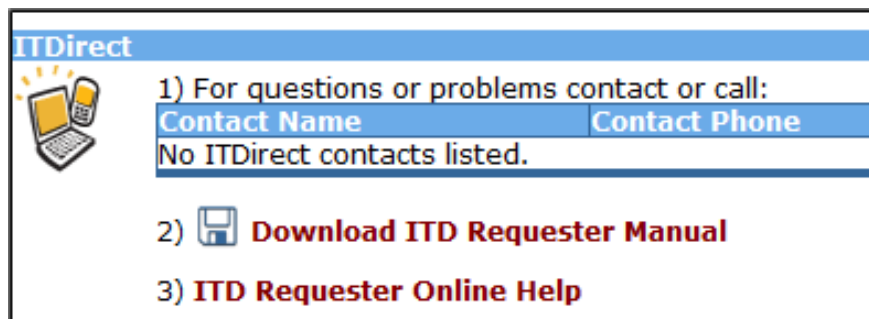 ITDirect
1) For questions or problems contact or call:
Contact Name Contact Phone
No ITDirect contacts listed.
2) Download ITD Requester Manual
3) ITD Requester Online Help